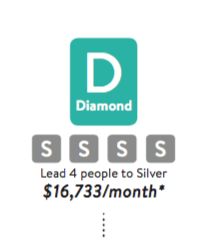 D
Diamond
S S S S
Lead 4 people to Silver
$16,733/month*